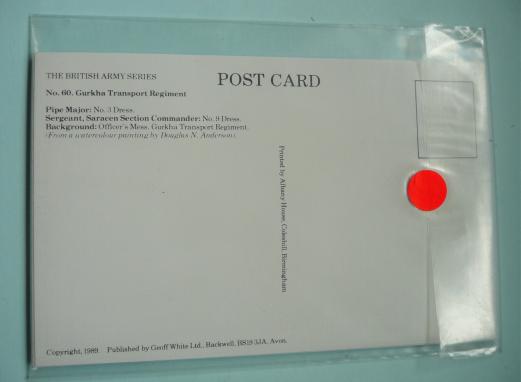 THE BRITISH ARMY SERIES
POST CARD
No. 60. Gurkha Transport Regiment
Pipe Major: No. 3 Dress.
Sergeant, Saracen Section Commander: No. 9 Dress.
Background: Officer's Mess. Gurkha Transport Regiment.
(From a watercolour painting by Douglas N. Anderson).
Printed by Albany House, Coleshill, Birmingham
Copyright, 1989. Published by Geoff White Ltd., Backwell, BS19 3JA, Avon.